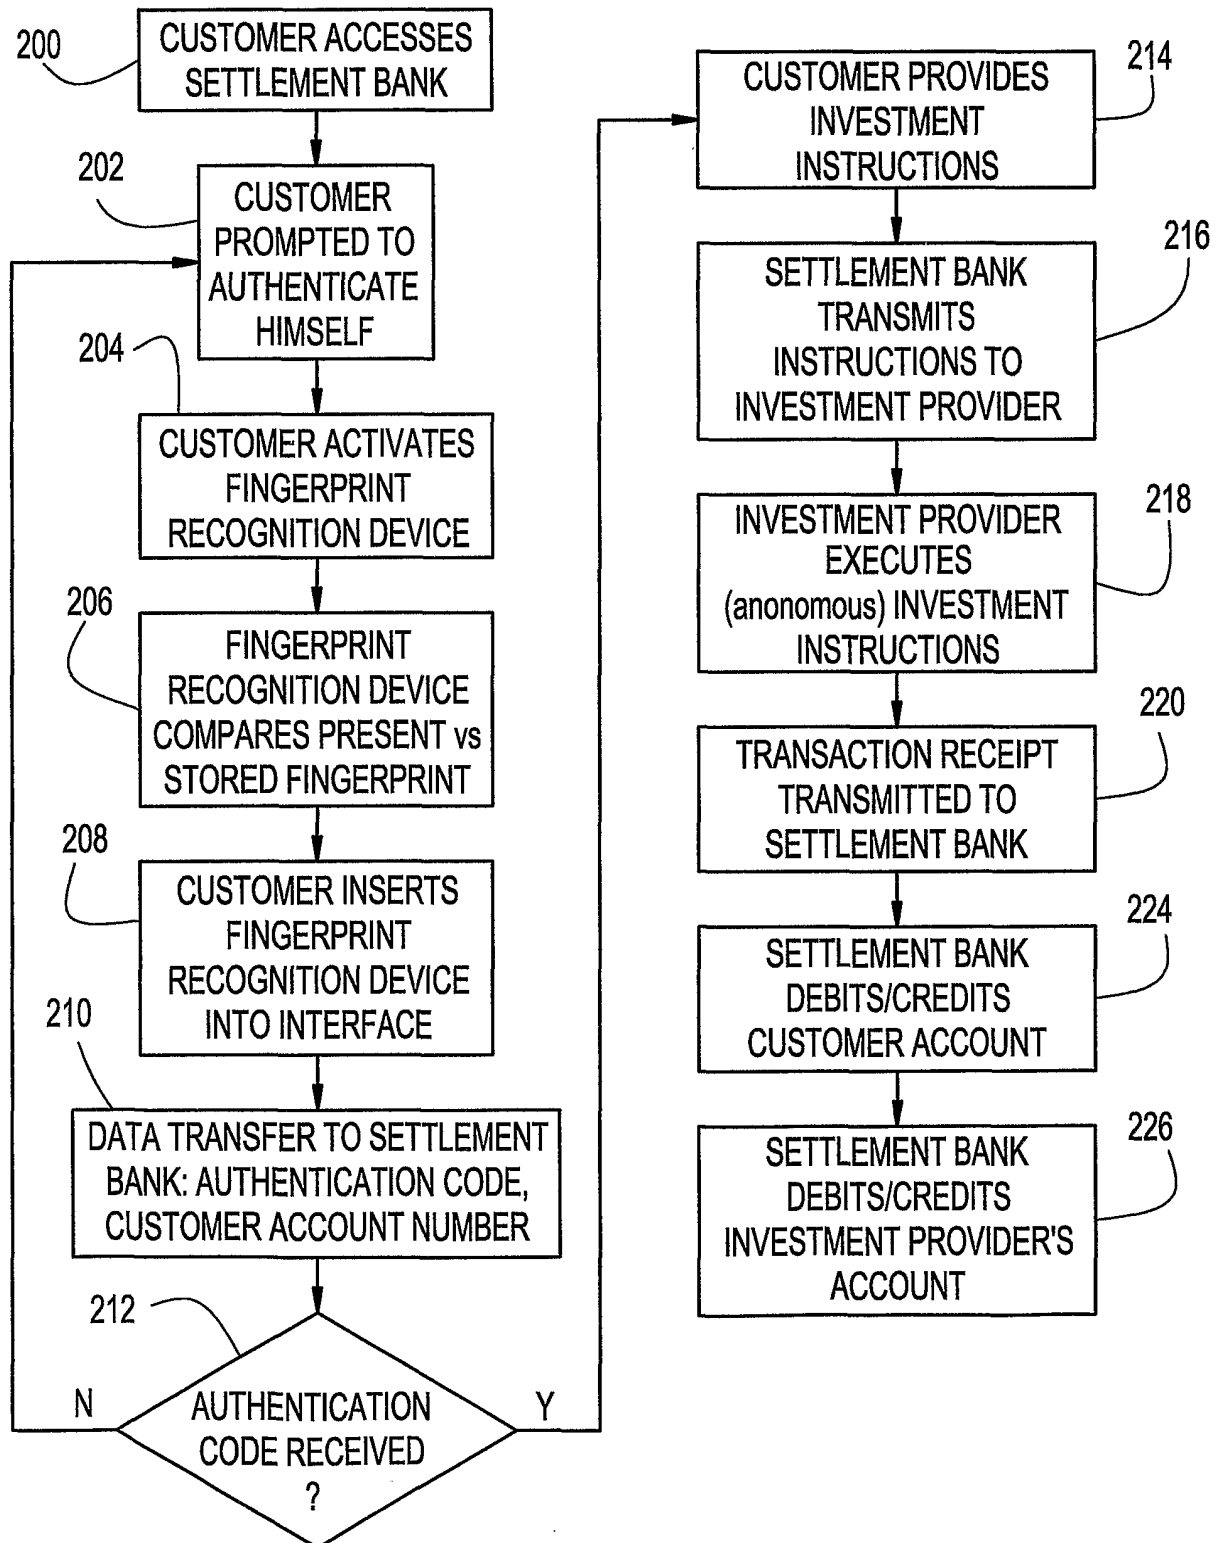 200
CUSTOMER ACCESSES
SETTLEMENT BANK
202
CUSTOMER
PROMPTED TO
AUTHENTICATE
HIMSELF
204
CUSTOMER ACTIVATES
FINGERPRINT
RECOGNITION DEVICE
206
FINGERPRINT
RECOGNITION DEVICE
COMPARES PRESENT vs
STORED FINGERPRINT
208
CUSTOMER INSERTS
FINGERPRINT
RECOGNITION DEVICE
INTO INTERFACE
210
DATA TRANSFER TO SETTLEMENT
BANK: AUTHENTICATION CODE,
CUSTOMER ACCOUNT NUMBER
212
N
AUTHENTICATION
CODE RECEIVED
?
Y
214
CUSTOMER PROVIDES
INVESTMENT
INSTRUCTIONS
216
SETTLEMENT BANK
TRANSMITS
INSTRUCTIONS TO
INVESTMENT PROVIDER
218
INVESTMENT PROVIDER
EXECUTES
(anonomous) INVESTMENT
INSTRUCTIONS
220
TRANSACTION RECEIPT
TRANSMITTED TO
SETTLEMENT BANK
224
SETTLEMENT BANK
DEBITS/CREDITS
CUSTOMER ACCOUNT
226
SETTLEMENT BANK
DEBITS/CREDITS
INVESTMENT PROVIDER'S
ACCOUNT